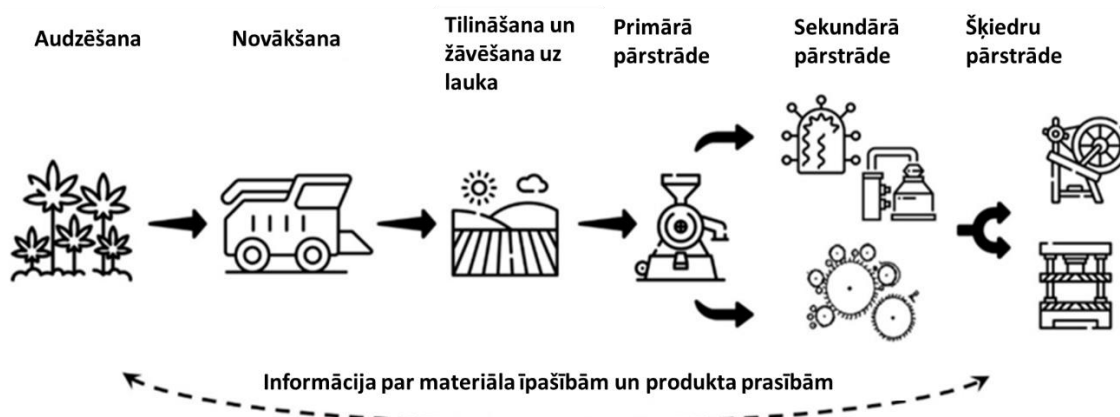 Audzēšana
Novākšana
Tilināšana un
žāvēšana uz
lauka
Primārā
pārstrāde
Sekundārā
pārstrāde
Šķiedru
pārstrāde
Informācija par materiāla īpašībām un produkta prasībām